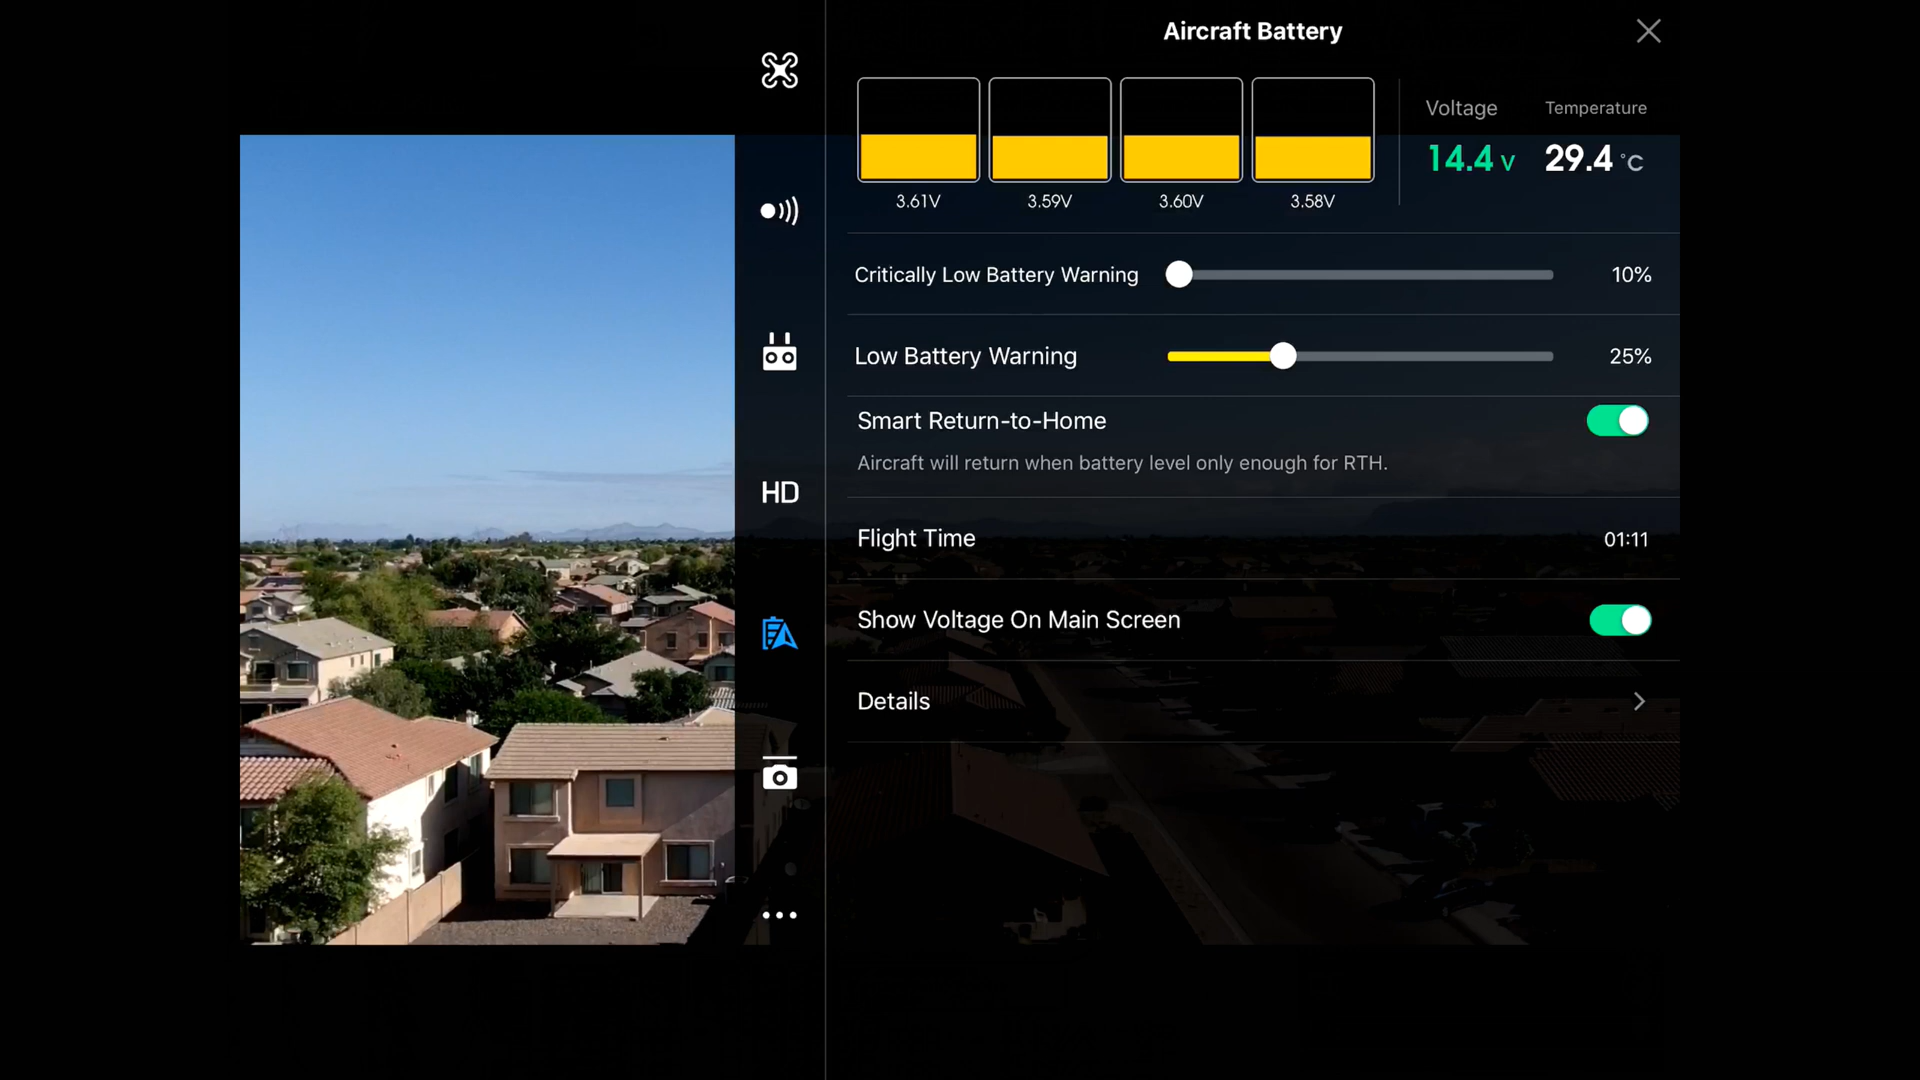 Aircraft Battery
3.61V
3.59V
3.60V
3.58V
Voltage
14.4 V
Temperature
29.4 °C
Critically Low Battery Warning
10%
Low Battery Warning
25%
Smart Return-to-Home
Aircraft will return when battery level only enough for RTH.
HD
Flight Time
01:11
Show Voltage On Main Screen
Details